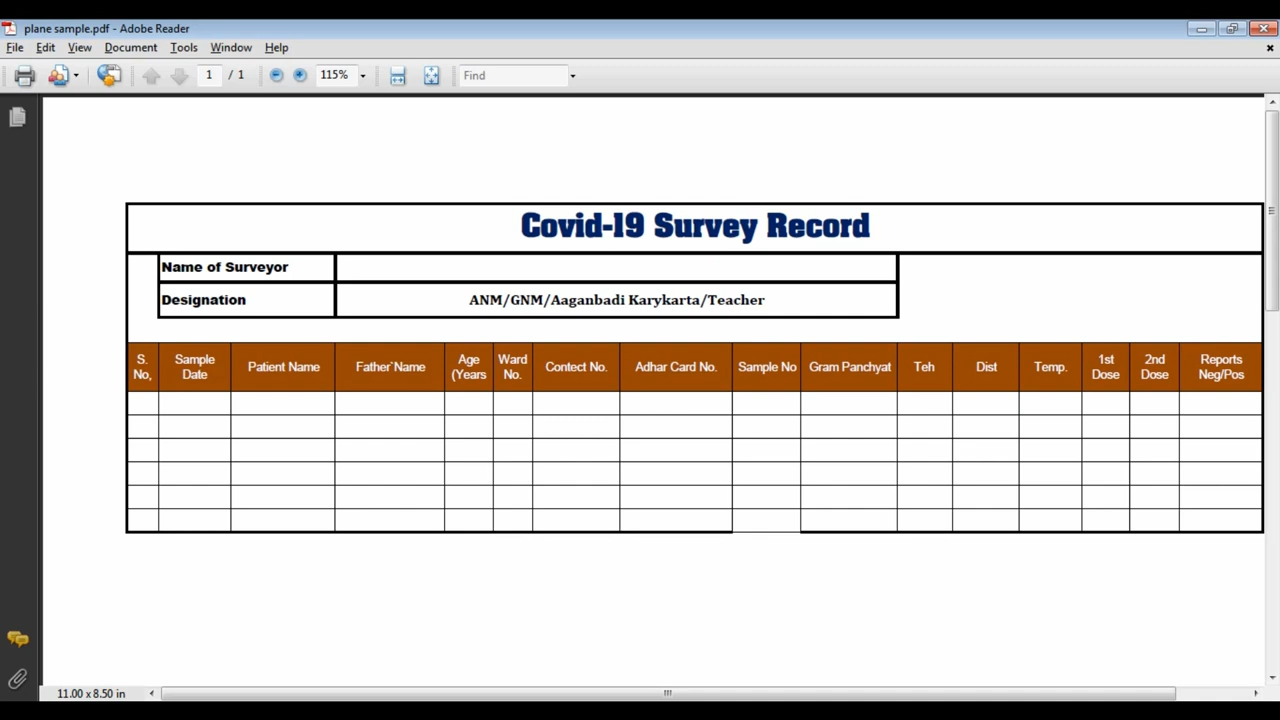 plane sample.pdf - Adobe Reader
File Edit View Document Tools Window Help
1 / 1 115% Find
Covid-19 Survey Record
Name of Surveyor
Designation ANM/GNM/Aaganbadi Karykarta/Teacher
S. No, Sample Date Patient Name Father`Name Age (Years Ward No. Contect No. Adhar Card No. Sample No Gram Panchyat Teh Dist Temp. 1st Dose 2nd Dose Reports Neg/Pos
11.00 x 8.50 in